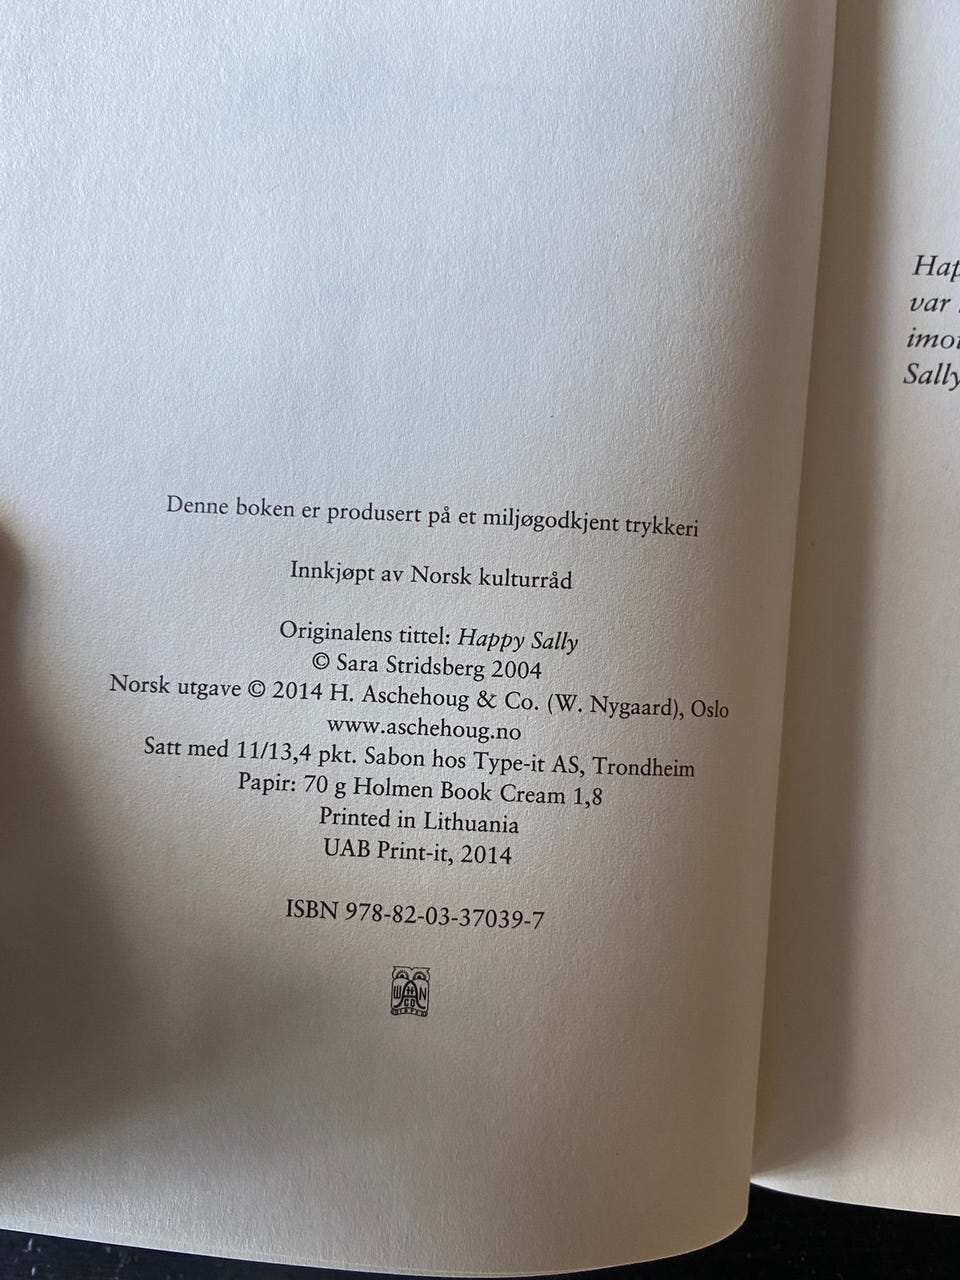 Denne boken er produsert på et miljøgodkjent trykkeri
Innkjøpt av Norsk kulturråd
Originalens tittel: Happy Sally
© Sara Stridsberg 2004
Norsk utgave © 2014 H. Aschehoug & Co. (W. Nygaard), Oslo
www.aschehoug.no
Satt med 11/13,4 pkt. Sabon hos Type-it AS, Trondheim
Papir: 70 g Holmen Book Cream 1,8
Printed in Lithuania
UAB Print-it, 2014
ISBN 978-82-03-37039-7
var
Sally